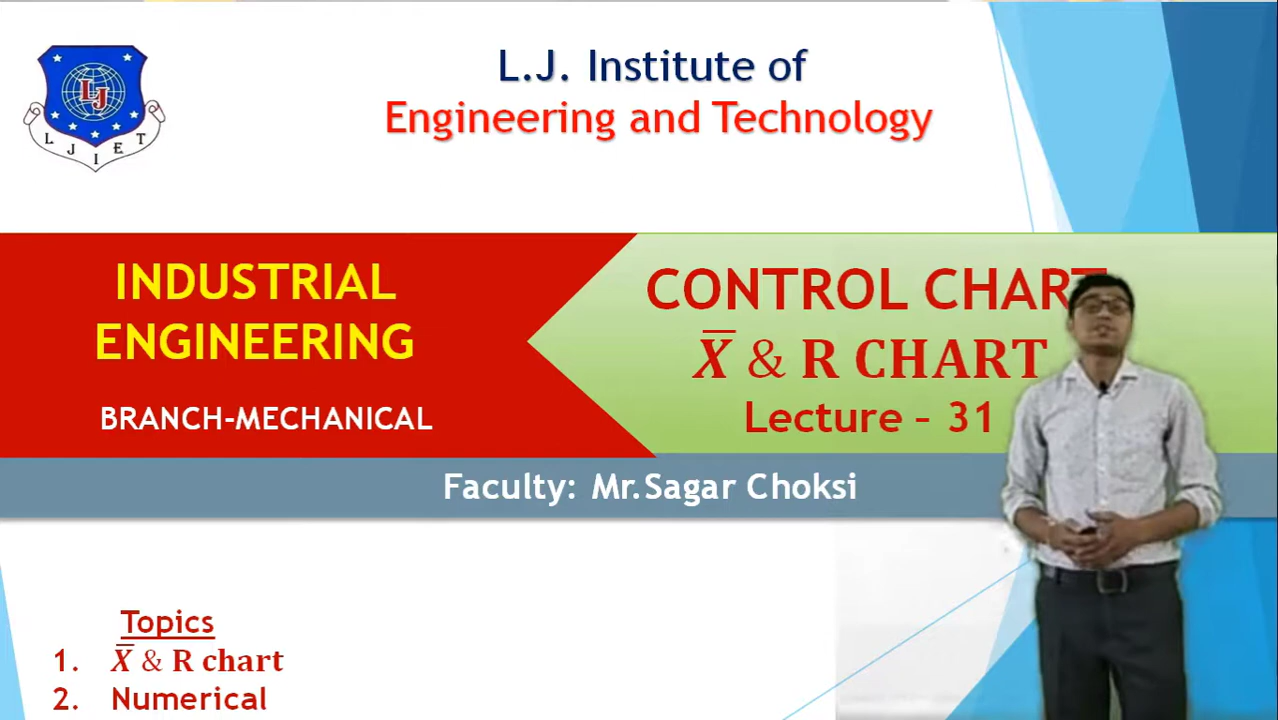 L.J. Institute of
Engineering and Technology
LJ
L J I E T
INDUSTRIAL
ENGINEERING
BRANCH-MECHANICAL
CONTROL CHART
X̅ & R CHART
Lecture – 31
Faculty: Mr.Sagar Choksi
Topics
1. X̅ & R chart
2. Numerical